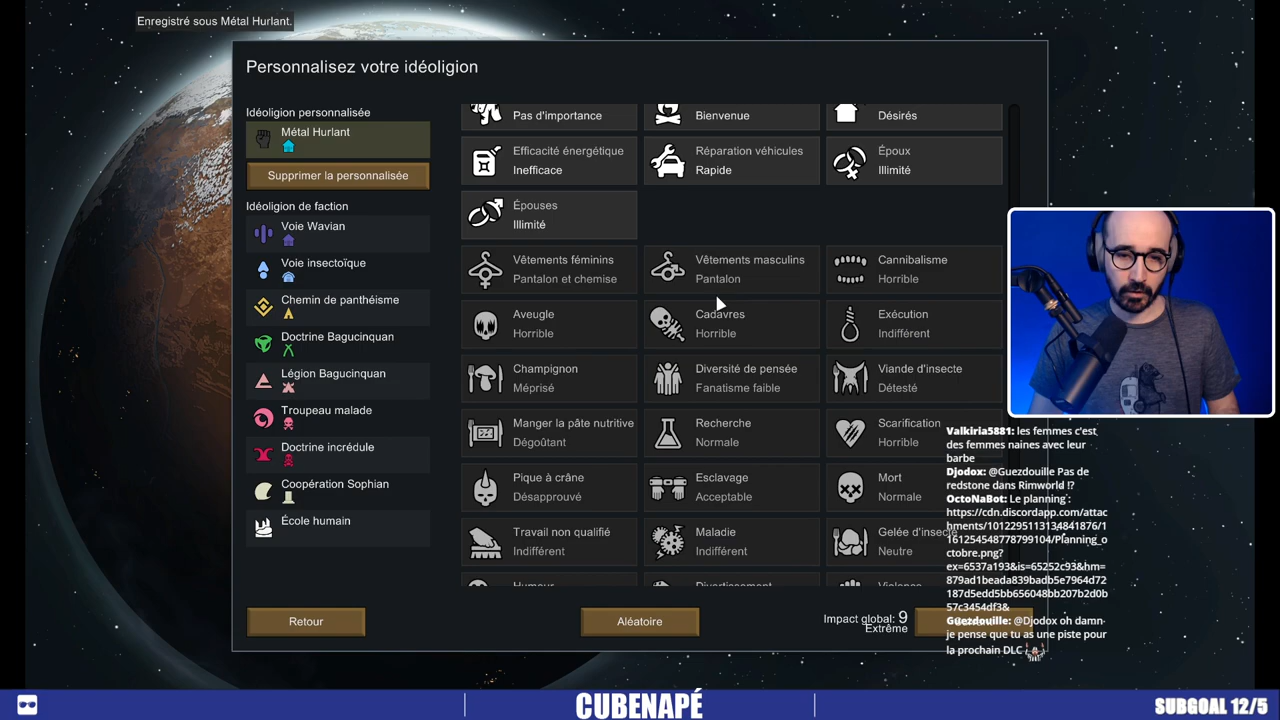 Enregistré sous Métal Hurlant.
Personnalisez votre idéoligion
Idéoligion personnalisée
Métal Hurlant
Supprimer la personnalisée
Idéoligion de faction
Voie Wavian
Voie insectoïque
Chemin de panthéisme
Doctrine Bagucinquan
Légion Bagucinquan
Troupeau malade
Doctrine incrédule
Coopération Sophian
École humain
Pas d'importance
Bienvenue
Désirés
Efficacité énergétique
Inefficace
Réparation véhicules
Rapide
Époux
Illimité
Épouses
Illimité
Vêtements féminins
Pantalon et chemise
Vêtements masculins
Pantalon
Cannibalisme
Horrible
Aveugle
Horrible
Cadavres
Horrible
Exécution
Indifférent
Champignon
Méprisé
Diversité de pensée
Fanatisme faible
Viande d'insecte
Détesté
Manger la pâte nutritive
Dégoûtant
Recherche
Normale
Scarification
Horrible
Pique à crâne
Désapprouvé
Esclavage
Acceptable
Mort
Normale
Travail non qualifié
Indifférent
Maladie
Indifférent
Gelée d'insecte
Neutre
Humeur
Divertissement
Violence
Retour
Aléatoire
Impact global: 9
Extrême
Valkiria5881: les femmes c'est
des femmes naines avec leur
barbe
Djodox: @Guezdouille Pas de
redstone dans Rimworld !?
OctoNaBot: Le planning :
https://cdn.discordapp.com/attac
hments/1012295113134841876/1
161254548778799104/Planning_o
ctobre.png?
ex=6537a193&is=65252c93&hm=
879ad1beada839badb5e7964d72
187d5edd5bb656048bb207b2d0b
57c3454df3&
Guezdouille: @Djodox oh damn
je pense que tu as une piste pour
la prochain DLC
CUBENAPÉ
SUBGOAL 12/5